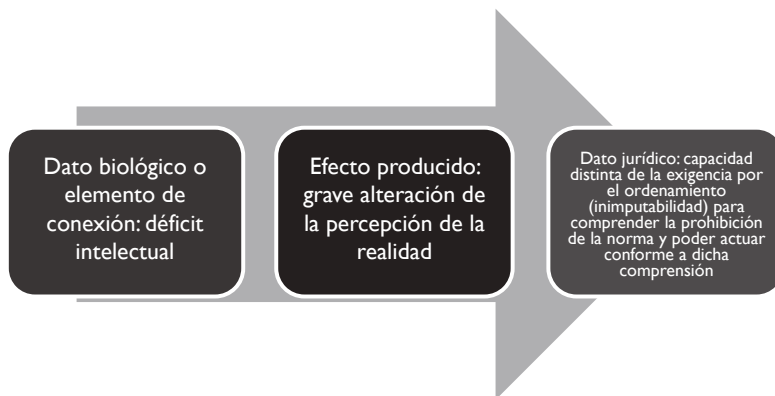 Dato biológico o
elemento de
conexión: déficit
intelectual
Efecto producido:
grave alteración de
la percepción de la
realidad
Dato jurídico: capacidad
distinta de la exigencia por
el ordenamiento
(inimputabilidad) para
comprender la prohibición
de la norma y poder actuar
conforme a dicha
comprensión